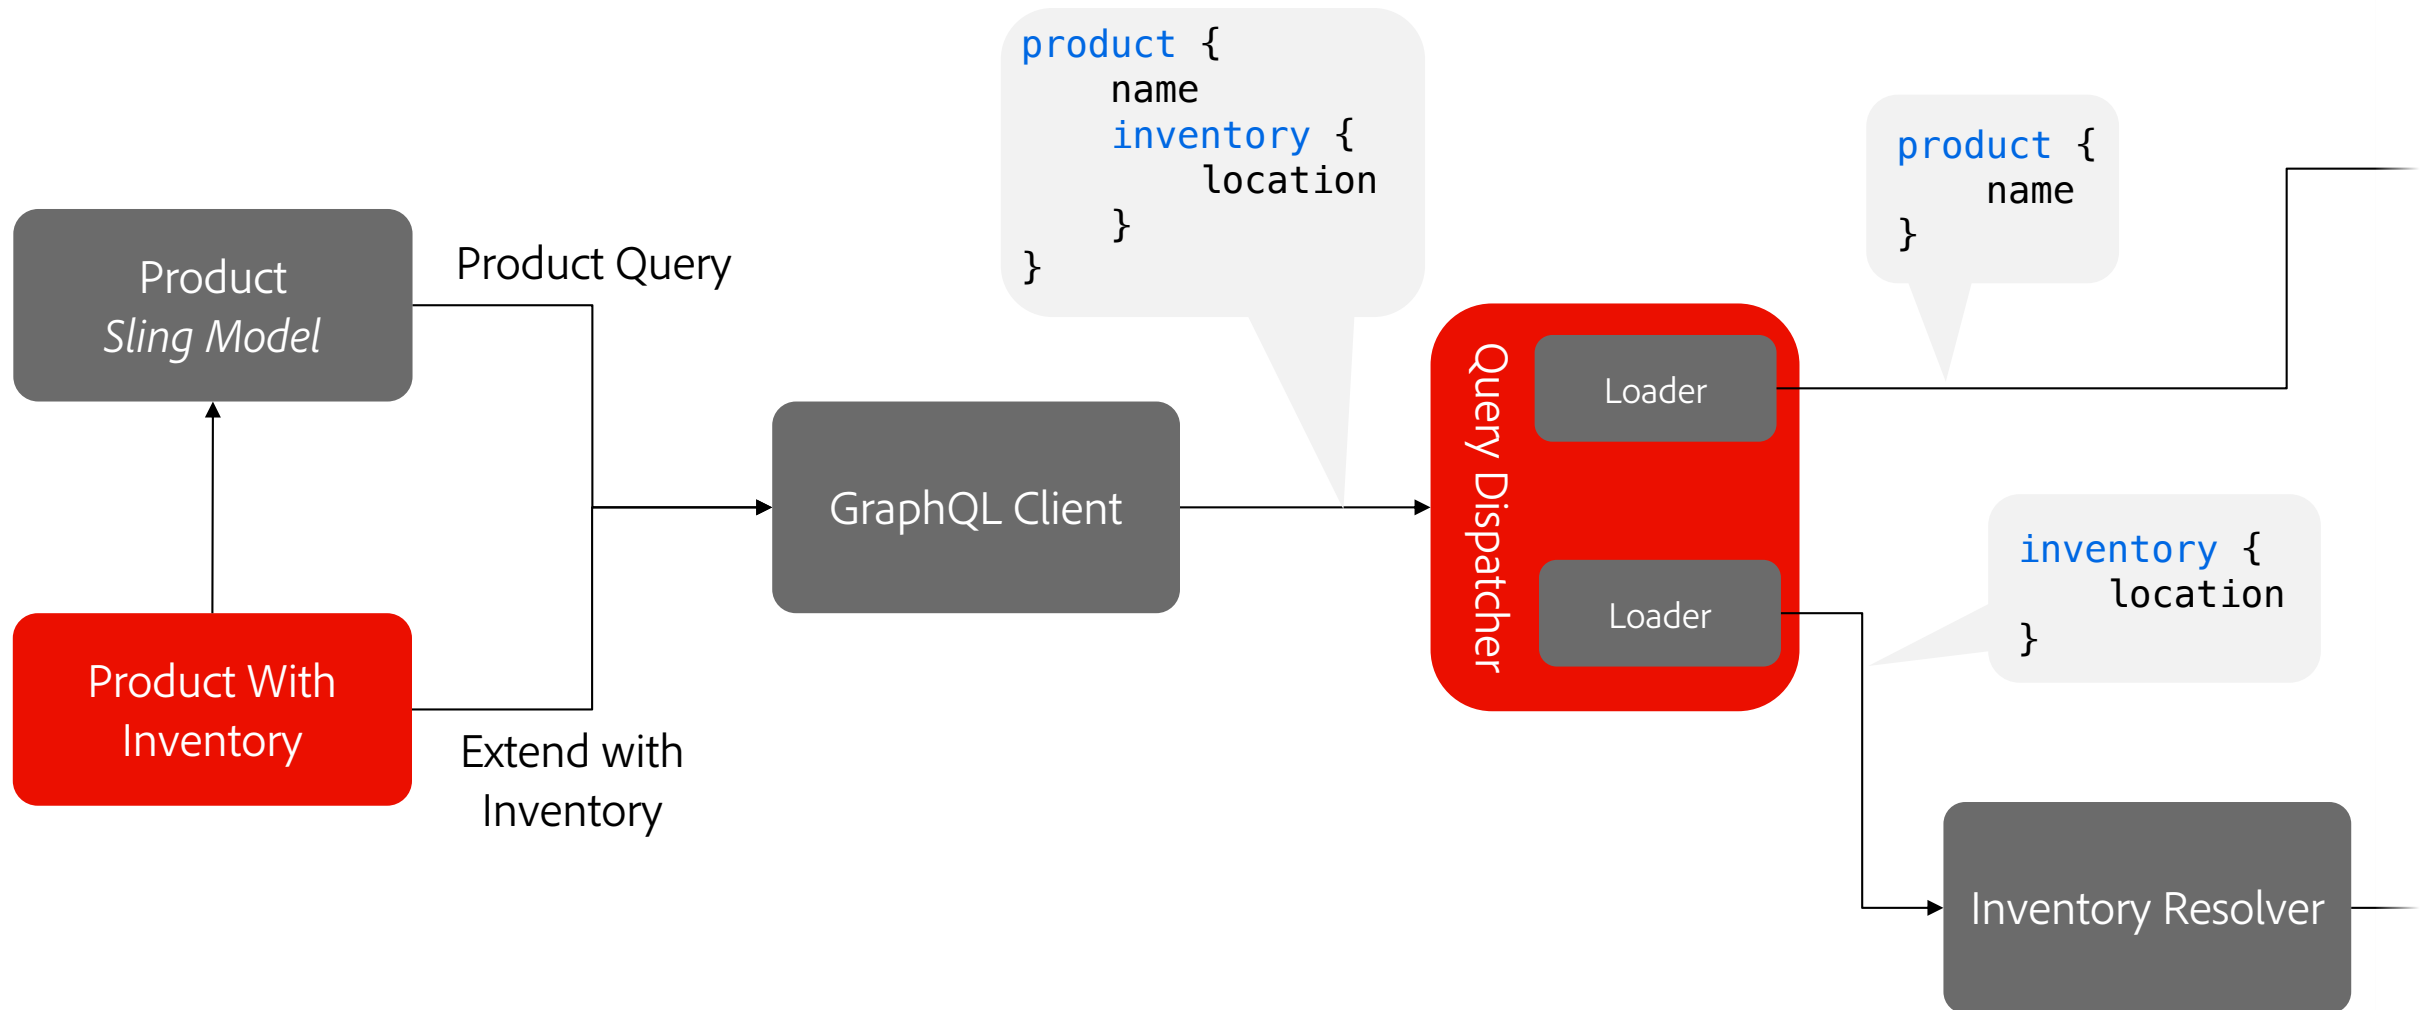 product {
name
inventory {
location
}
}
product {
name
}
Product
Sling Model
Product Query
Query Dispatcher
Loader
GraphQL Client
inventory {
location
}
Loader
Product With
Inventory
Extend with
Inventory
Inventory Resolver